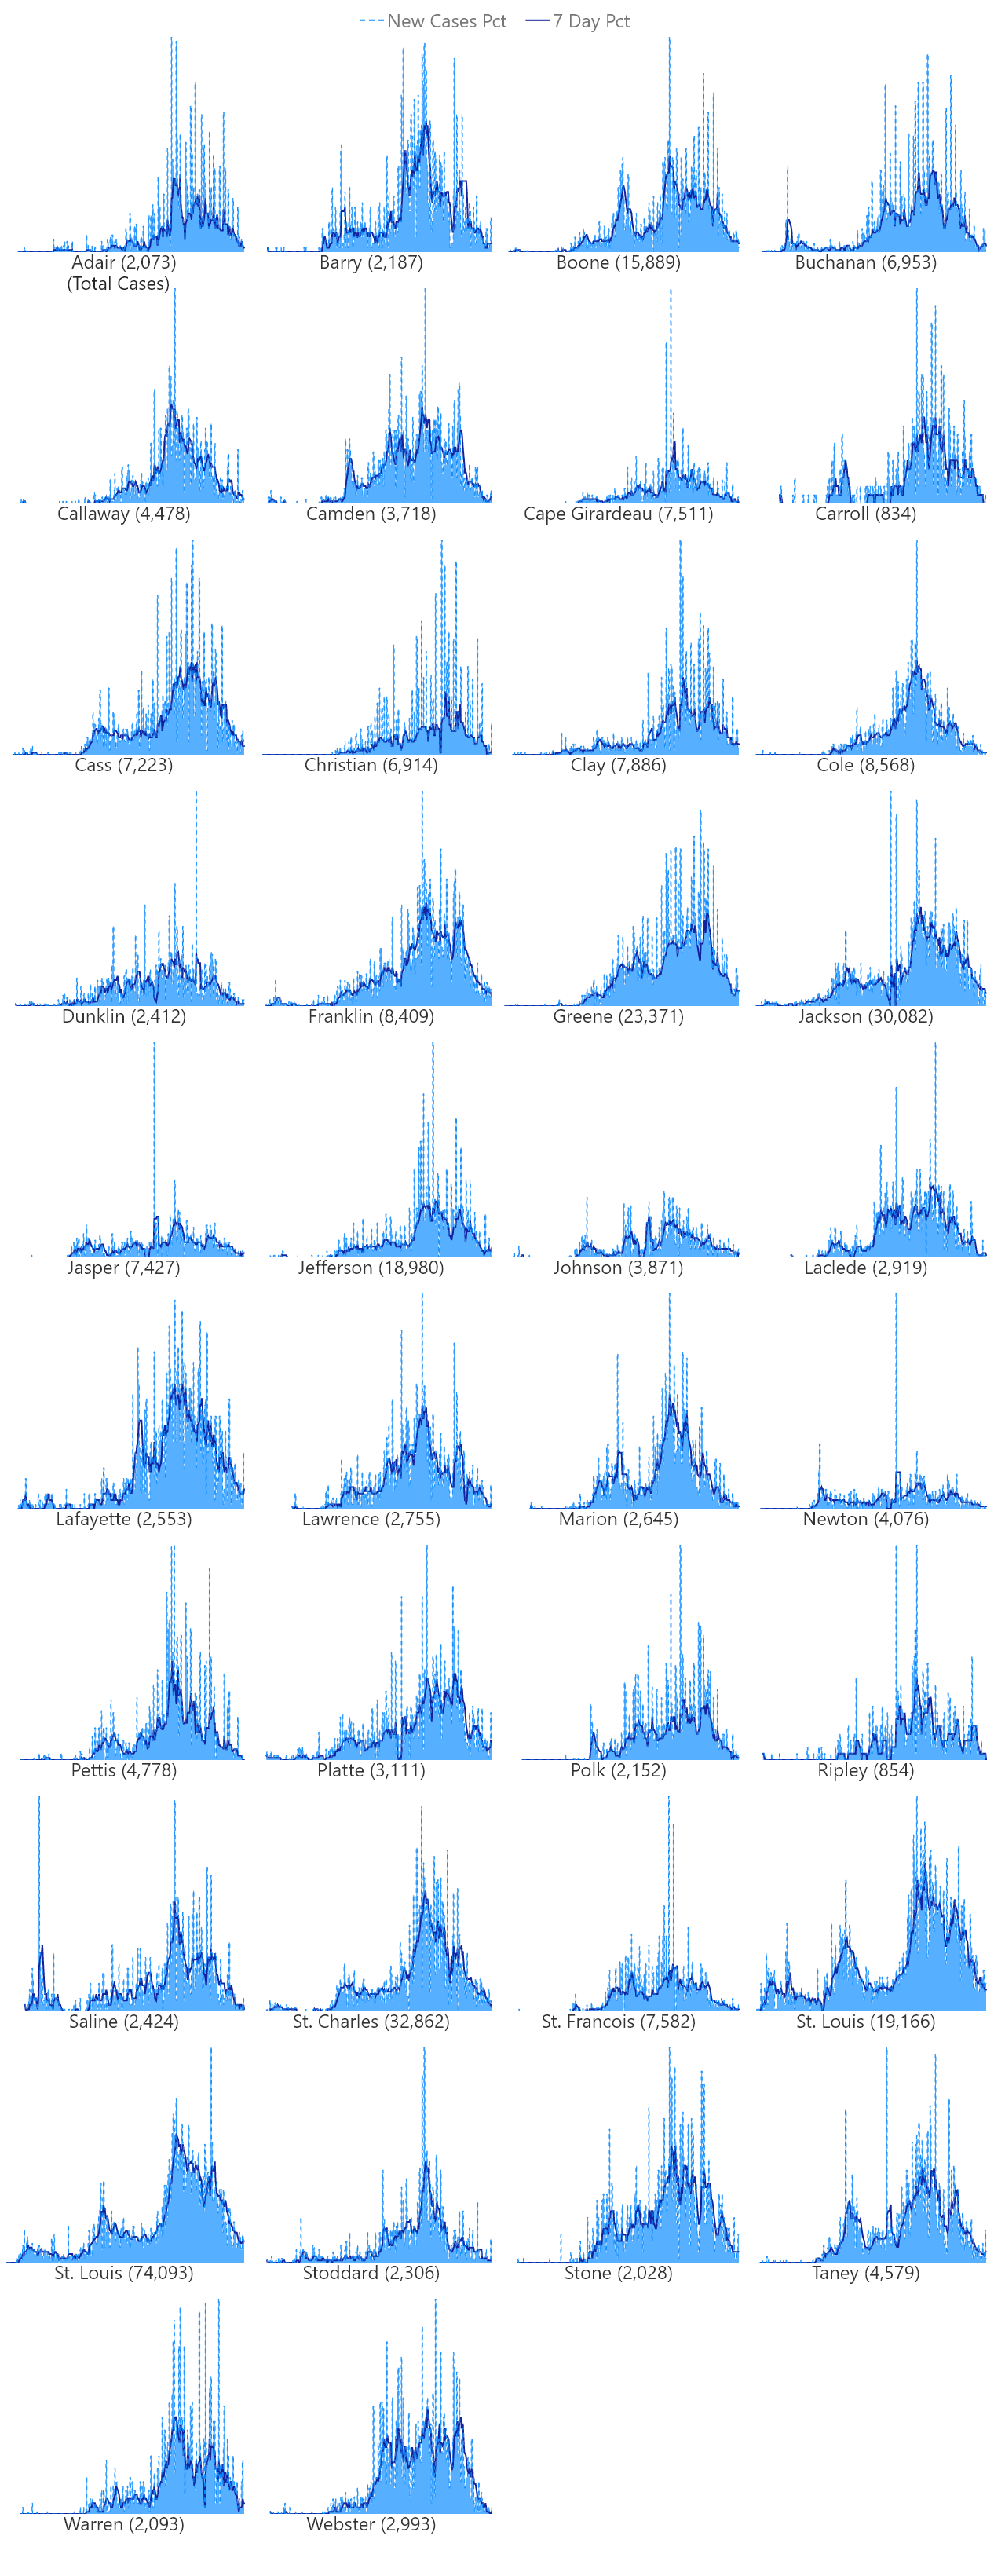 New Cases Pct 7 Day Pct
Adair (2,073) Barry (2,187) Boone (15,889) Buchanan (6,953)
(Total Cases)
Callaway (4,478) Camden (3,718) Cape Girardeau (7,511) Carroll (834)
Cass (7,223) Christian (6,914) Clay (7,886) Cole (8,568)
Dunklin (2,412) Franklin (8,409) Greene (23,371) Jackson (30,082)
Jasper (7,427) Jefferson (18,980) Johnson (3,871) Laclede (2,919)
Lafayette (2,553) Lawrence (2,755) Marion (2,645) Newton (4,076)
Pettis (4,778) Platte (3,111) Polk (2,152) Ripley (854)
Saline (2,424) St. Charles (32,862) St. Francois (7,582) St. Louis (19,166)
St. Louis (74,093) Stoddard (2,306) Stone (2,028) Taney (4,579)
Warren (2,093) Webster (2,993)